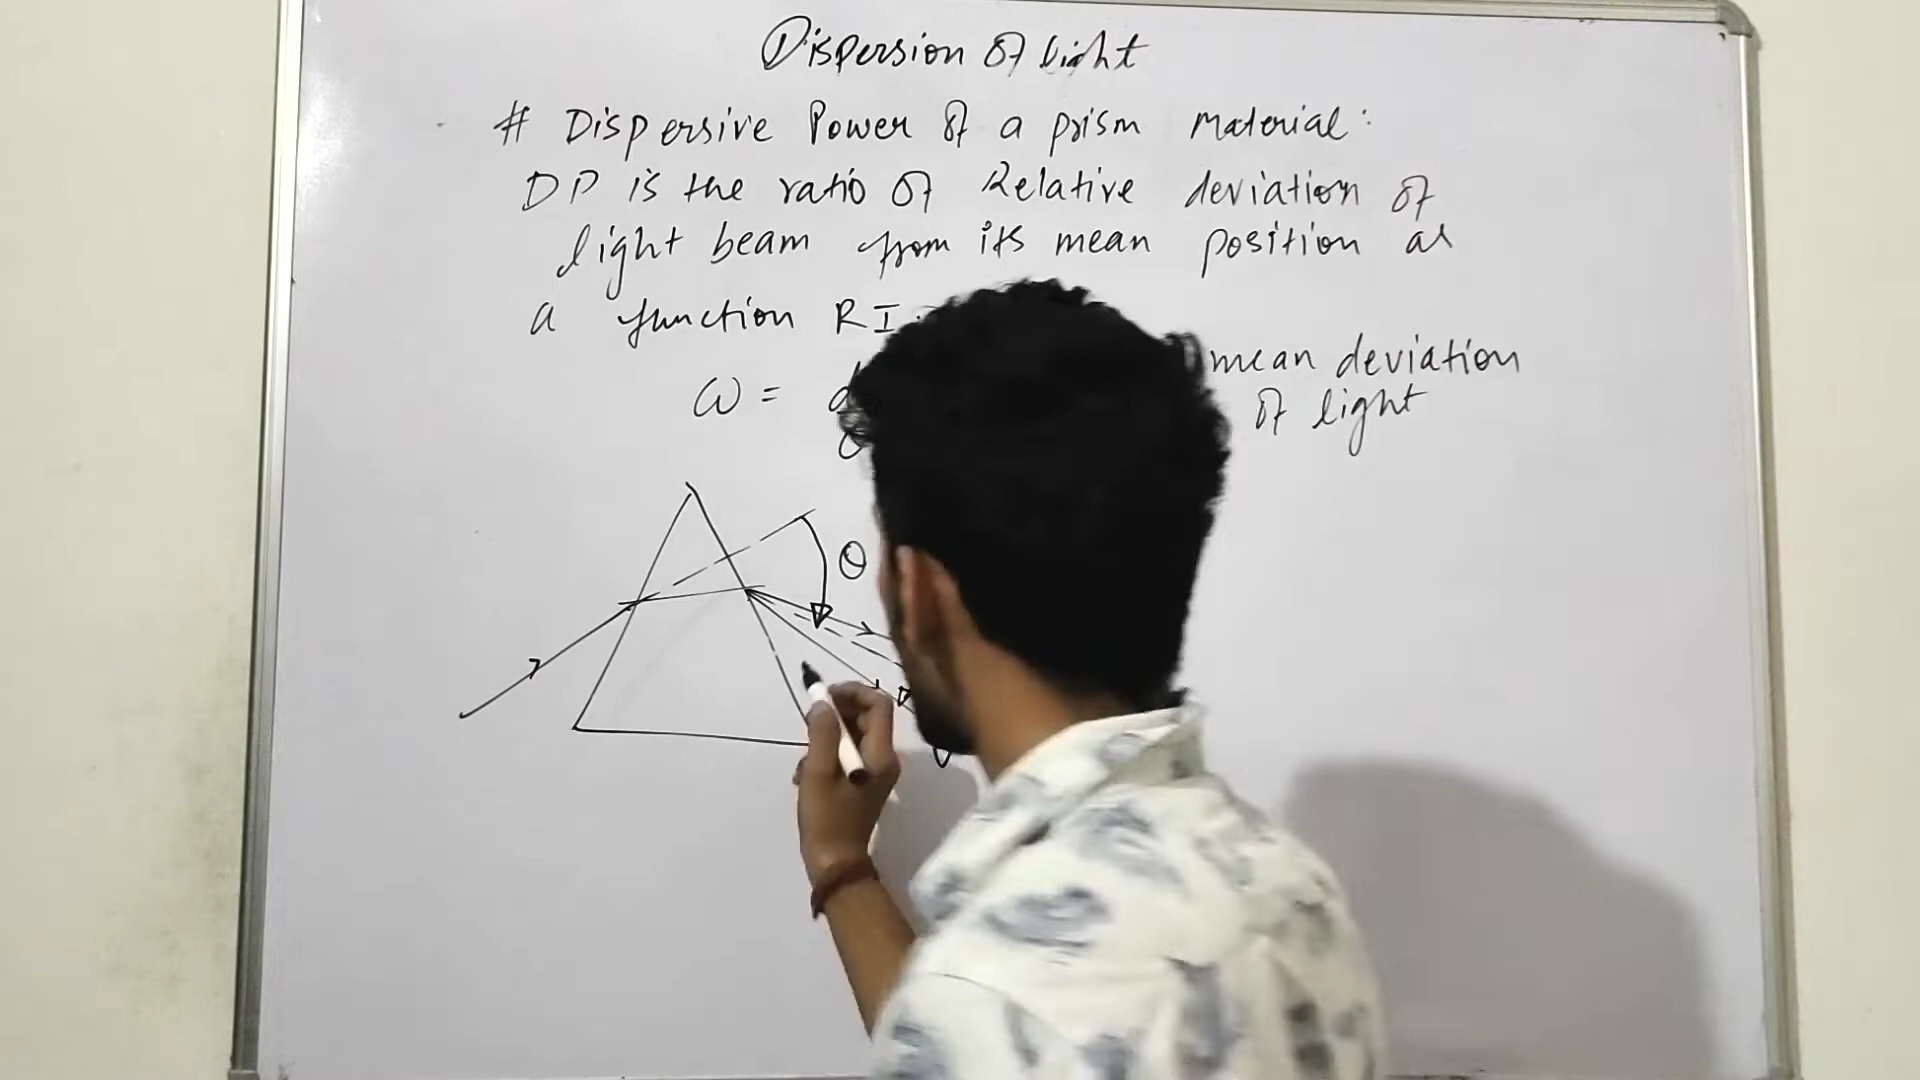 Dispersion of light
# Dispersive Power of a prism material:
DP is the ratio of Relative deviation of
light beam from its mean position as
a function RI.
mean deviation
ω =
of light
θ